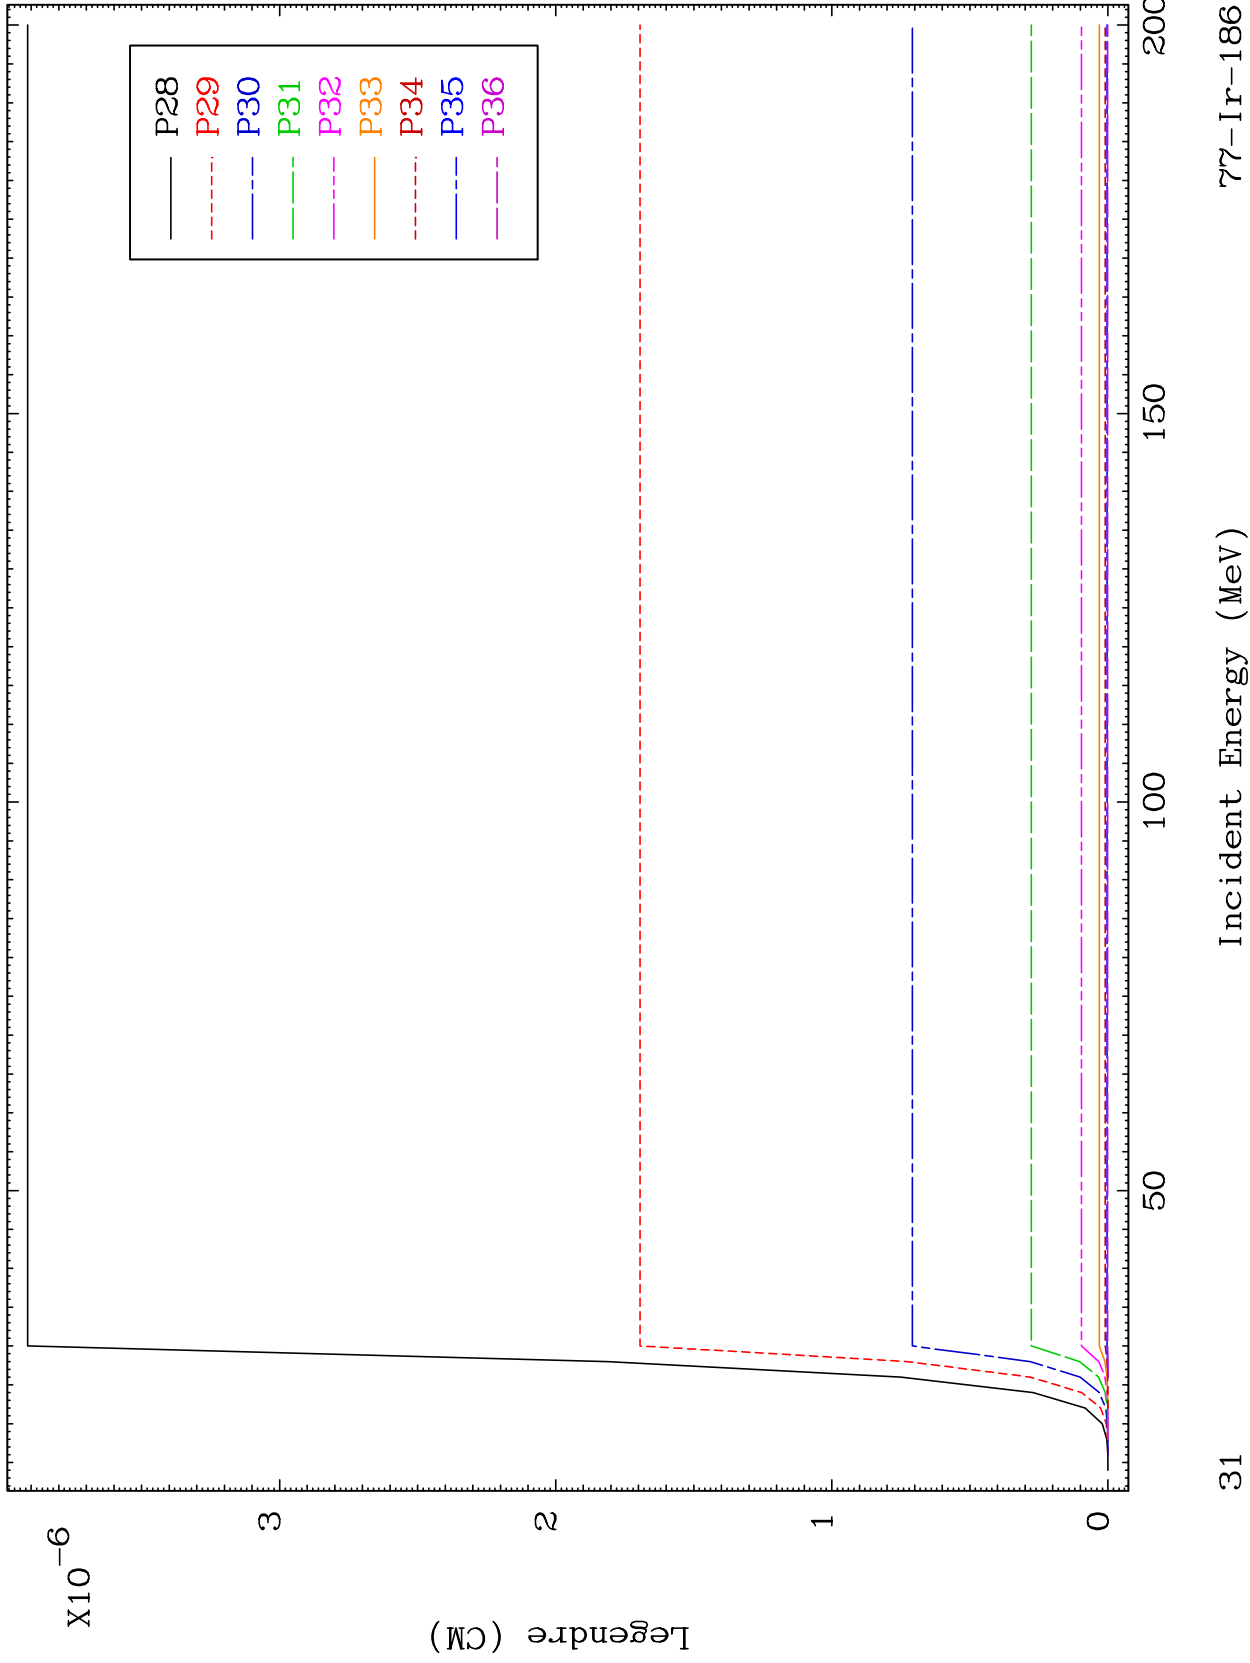 X10-6
Legendre (CM)
3
2
1
0
P28
P29
P30
P31
P32
P33
P34
P35
P36
50
100
150
200
31
Incident Energy (MeV)
77-Ir-186